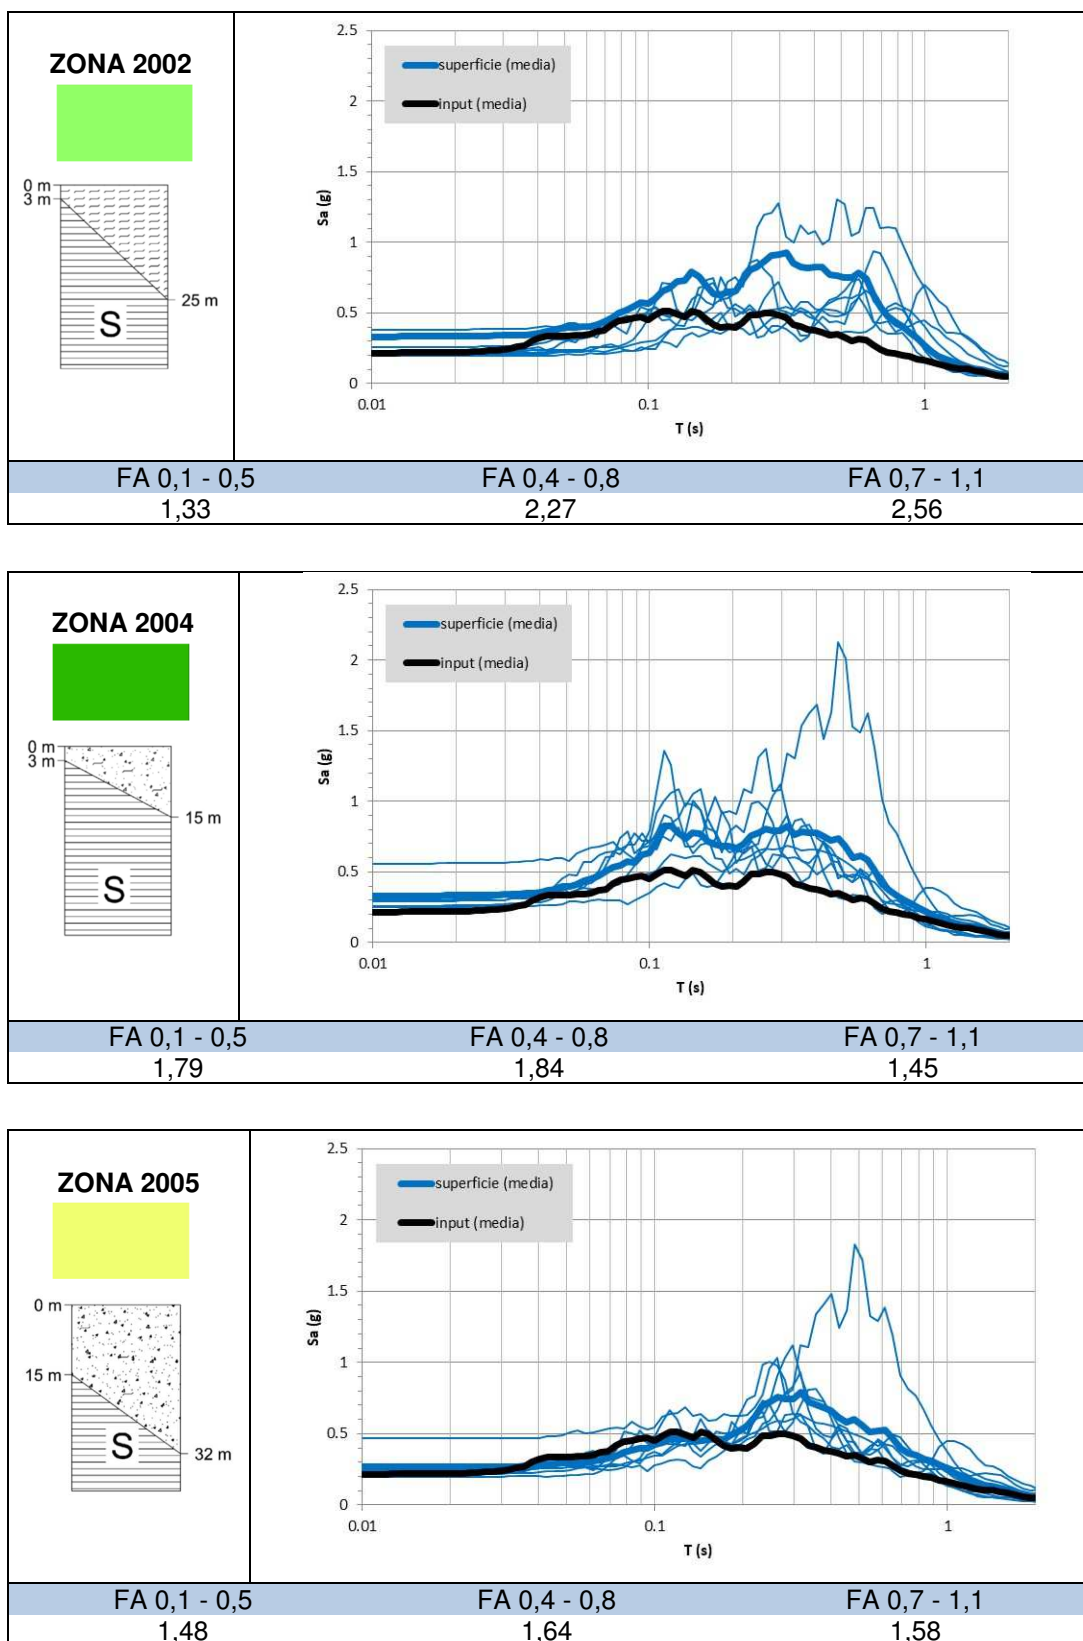 ZONA 2002
0 m
3 m
25 m
S
2.5
2
1.5
1
0.5
0
Sa (g)
superficie (media)
input (media)
0.01 0.1 1
T (s)
FA 0,1 - 0,5 FA 0,4 - 0,8 FA 0,7 - 1,1
1,33 2,27 2,56
ZONA 2004
0 m
3 m
15 m
S
2.5
2
1.5
1
0.5
0
Sa (g)
superficie (media)
input (media)
0.01 0.1 1
T (s)
FA 0,1 - 0,5 FA 0,4 - 0,8 FA 0,7 - 1,1
1,79 1,84 1,45
ZONA 2005
0 m
15 m
32 m
S
2.5
2
1.5
1
0.5
0
Sa (g)
superficie (media)
input (media)
0.01 0.1 1
T (s)
FA 0,1 - 0,5 FA 0,4 - 0,8 FA 0,7 - 1,1
1,48 1,64 1,58